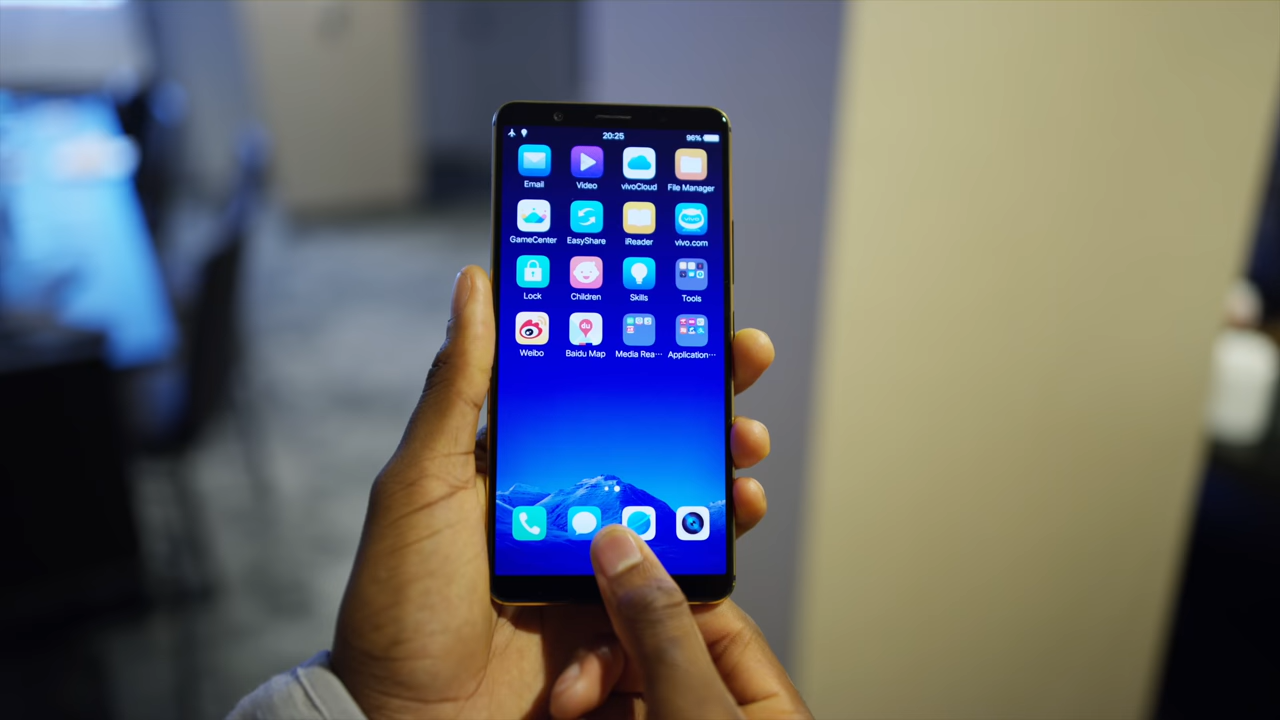 20:25
96%
Email Video vivoCloud File Manager
GameCenter EasyShare iReader vivo.com
Lock Children Skills Tools
du
Weibo Baidu Map Media Rea··· Application···